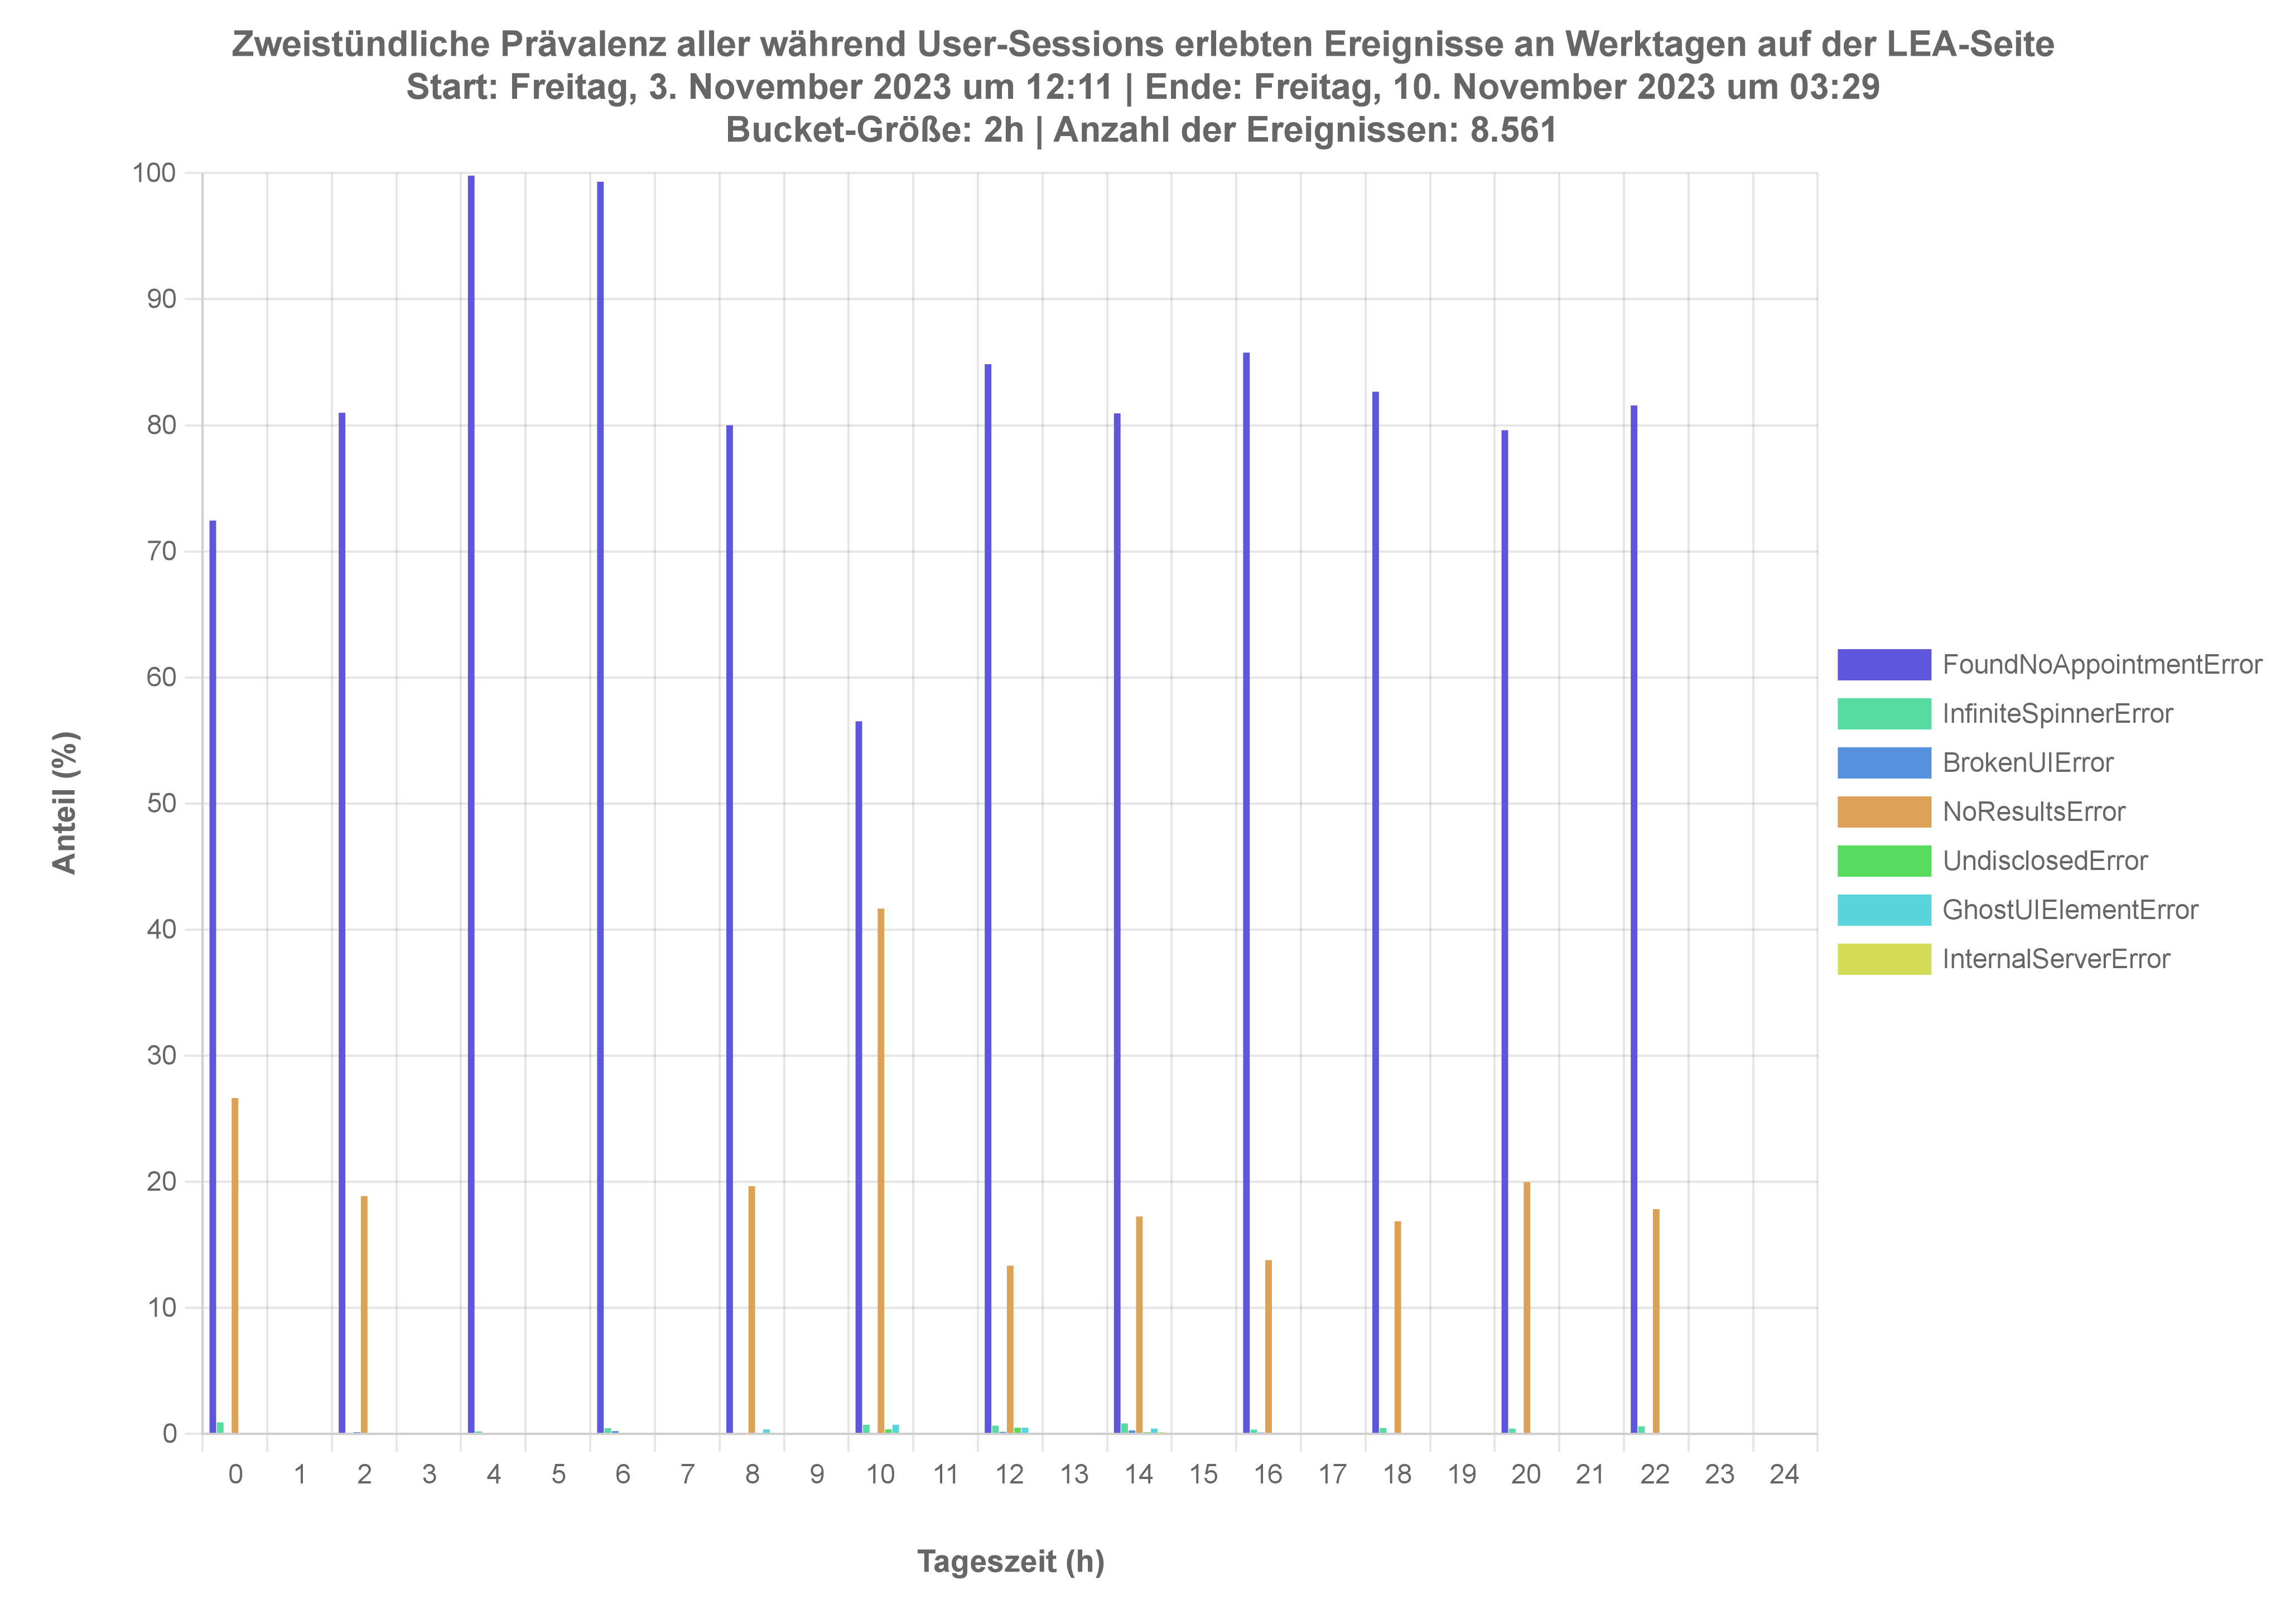 Zweistündliche Prävalenz aller während User-Sessions erlebten Ereignisse an Werktagen auf der LEA-Seite
Start: Freitag, 3. November 2023 um 12:11 | Ende: Freitag, 10. November 2023 um 03:29
Bucket-Größe: 2h | Anzahl der Ereignissen: 8.561
100
90
80
70
60
50
40
30
20
10
0
Anteil (%)
0 1 2 3 4 5 6 7 8 9 10 11 12 13 14 15 16 17 18 19 20 21 22 23 24
Tageszeit (h)
FoundNoAppointmentError
InfiniteSpinnerError
BrokenUIError
NoResultsError
UndisclosedError
GhostUIElementError
InternalServerError